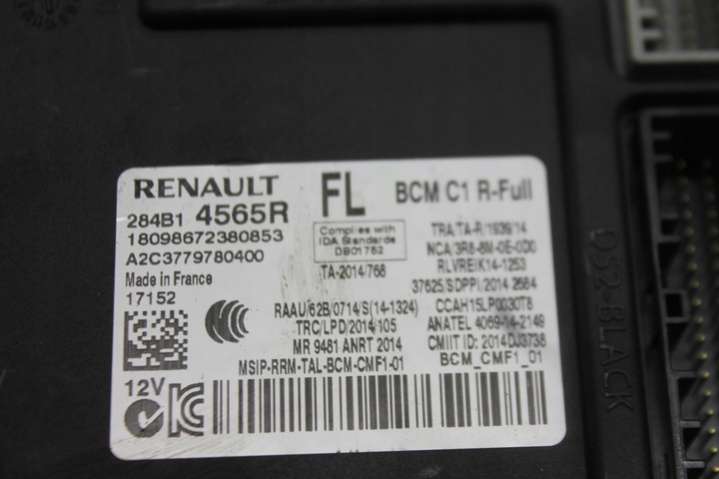 RENAULT FL BCM C1 R-Full
284B1 4565R
18098672380853
A2C3779780400
Made in France
17152
Complies with
IDA Standards
DB01752
TA-2014/768
TRA/TA-R/1939/14
NCA/3R8-8M-0E-0D0
RLVREIK14-1253
37625/SDPPI/2014 2684
RAAU/62B/0714/S(14-1324) CCAH15LP0030T8
TRC/LPD/2014/105 ANATEL 4069-14-2149
MR 9481 ANRT 2014 CMIIT ID: 2014DJ3738
MSIP-RRM-TAL-BCM-CMF1-01 BCM_CMF1_01
12V
D52-BLACK